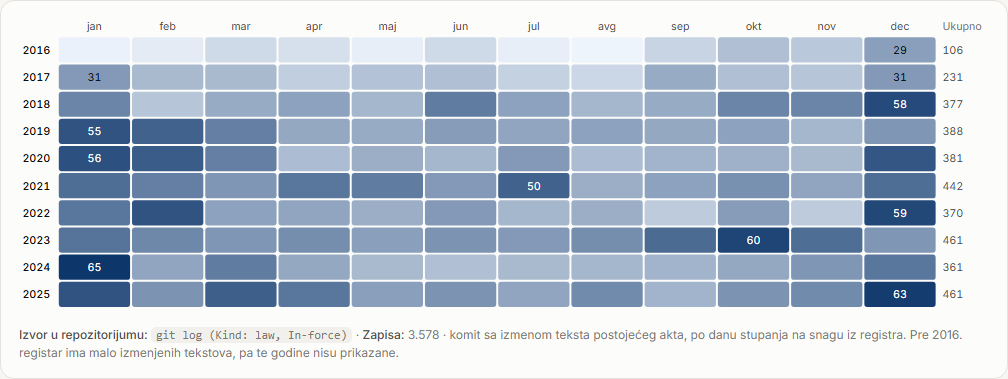 jan feb mar apr maj jun jul avg sep okt nov dec Ukupno
2016 29 106
2017 31 31 231
2018 58 377
2019 55 388
2020 56 381
2021 50 442
2022 59 370
2023 60 461
2024 65 361
2025 63 461
Izvor u repozitorijumu: git log (Kind: law, In-force) · Zapisa: 3.578 · komit sa izmenom teksta postojećeg akta, po danu stupanja na snagu iz registra. Pre 2016.
registar ima malo izmenjenih tekstova, pa te godine nisu prikazane.